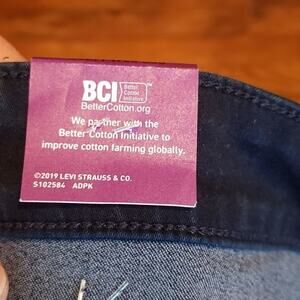 BCI Better Cotton Initiative™
BetterCotton.org
We partner with the
Better Cotton Initiative to
improve cotton farming globally.
©2019 LEVI STRAUSS & CO.
S102584 ADPK